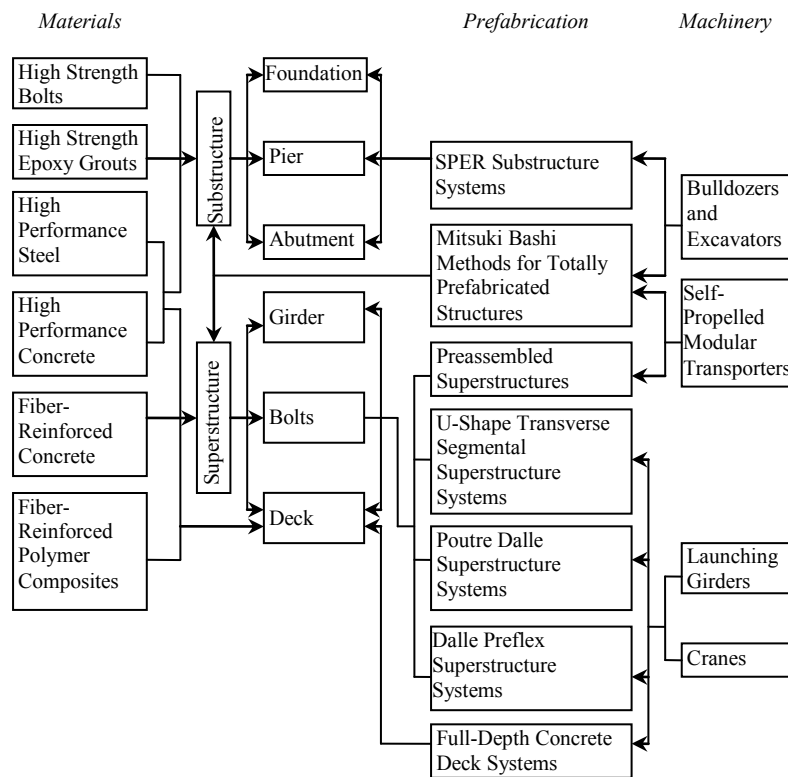 Materials
Prefabrication
Machinery
High Strength
Bolts
High Strength
Epoxy Grouts
High
Performance
Steel
High
Performance
Concrete
Fiber-
Reinforced
Concrete
Fiber-
Reinforced
Polymer
Composites
Substructure
Superstructure
Foundation
Pier
Abutment
Girder
Bolts
Deck
SPER Substructure
Systems
Mitsuki Bashi
Methods for Totally
Prefabricated
Structures
Preassembled
Superstructures
U-Shape Transverse
Segmental
Superstructure
Systems
Poutre Dalle
Superstructure
Systems
Dalle Preflex
Superstructure
Systems
Full-Depth Concrete
Deck Systems
Bulldozers
and
Excavators
Self-
Propelled
Modular
Transporters
Launching
Girders
Cranes